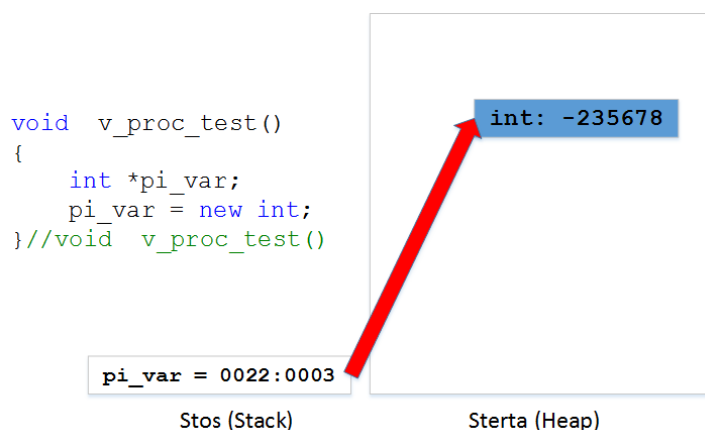 void  v_proc_test()
{
    int *pi_var;
    pi_var = new int;
}//void  v_proc_test()
int: -235678
pi_var = 0022:0003
Stos (Stack)
Sterta (Heap)